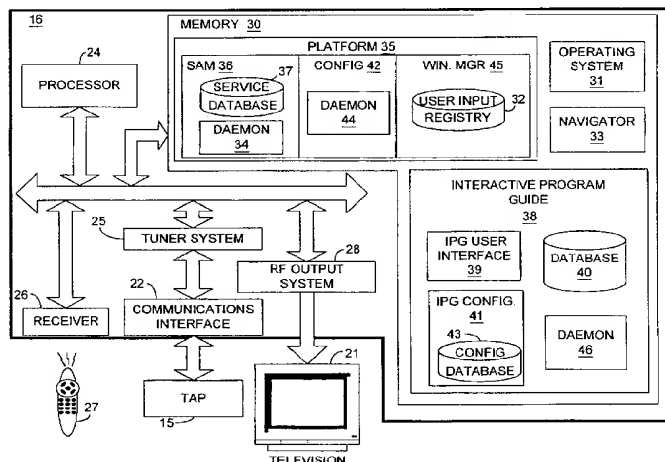 16
24
PROCESSOR
MEMORY 30
PLATFORM 35
SAM 36
37
SERVICE
DATABASE
DAEMON
34
CONFIG 42
DAEMON
44
WIN. MGR 45
USER INPUT
REGISTRY
32
OPERATING
SYSTEM
31
NAVIGATOR
33
INTERACTIVE PROGRAM
GUIDE
38
IPG USER
INTERFACE
39
DATABASE
40
IPG CONFIG.
41
43
CONFIG
DATABASE
DAEMON
46
25
TUNER SYSTEM
28
RF OUTPUT
SYSTEM
26
RECEIVER
22
COMMUNICATIONS
INTERFACE
27
TAP
15
21
TELEVISION